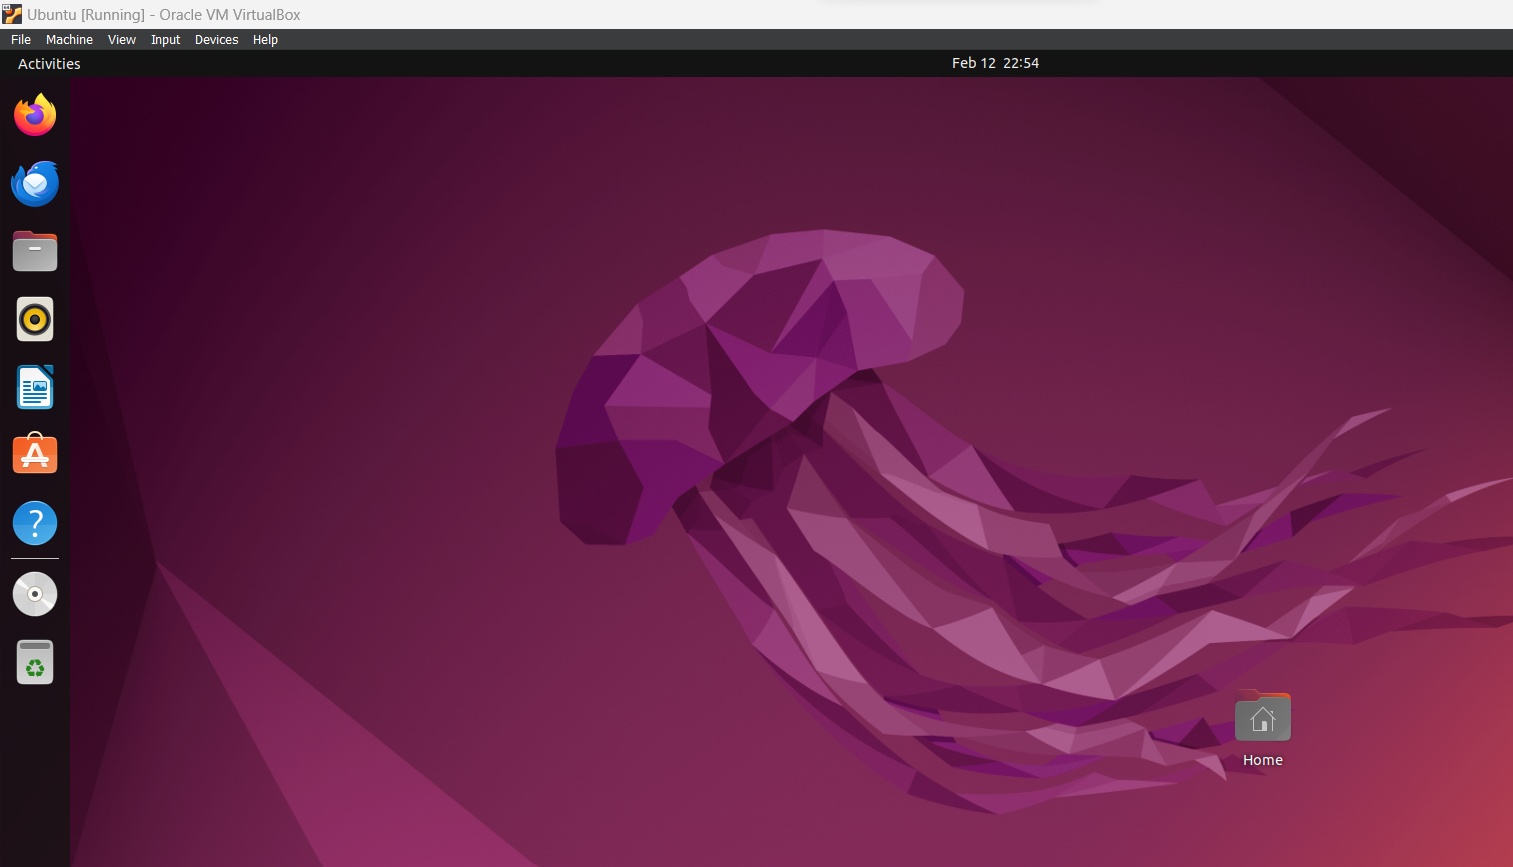 Ubuntu [Running] - Oracle VM VirtualBox
File Machine View Input Devices Help
Activities
Feb 12 22:54
Home